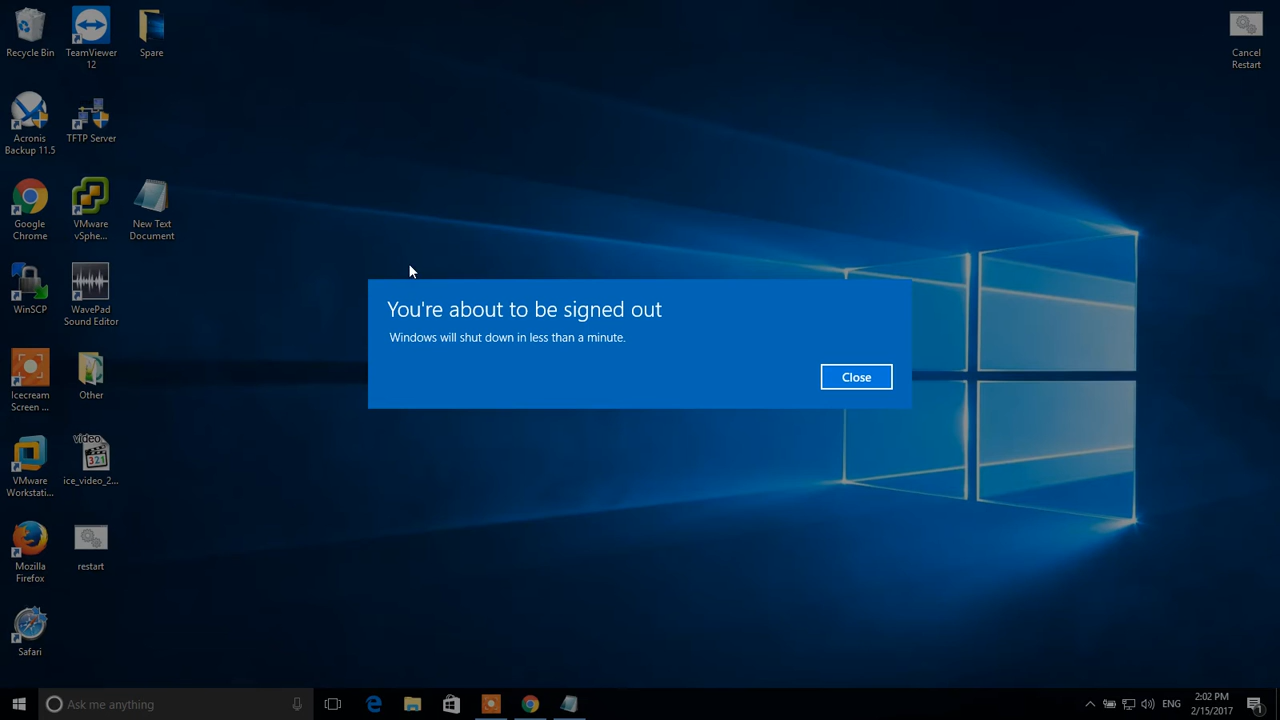 Recycle Bin
TeamViewer
12
Spare
Cancel
Restart
Acronis
Backup 11.5
TFTP Server
Google
Chrome
VMware
vSphe...
New Text
Document
WinSCP
WavePad
Sound Editor
You're about to be signed out
Windows will shut down in less than a minute.
Close
Icecream
Screen ...
Other
VMware
Workstati...
video
321
ice_video_2...
Mozilla
Firefox
restart
Safari
Ask me anything
ENG
2:02 PM
2/15/2017
1